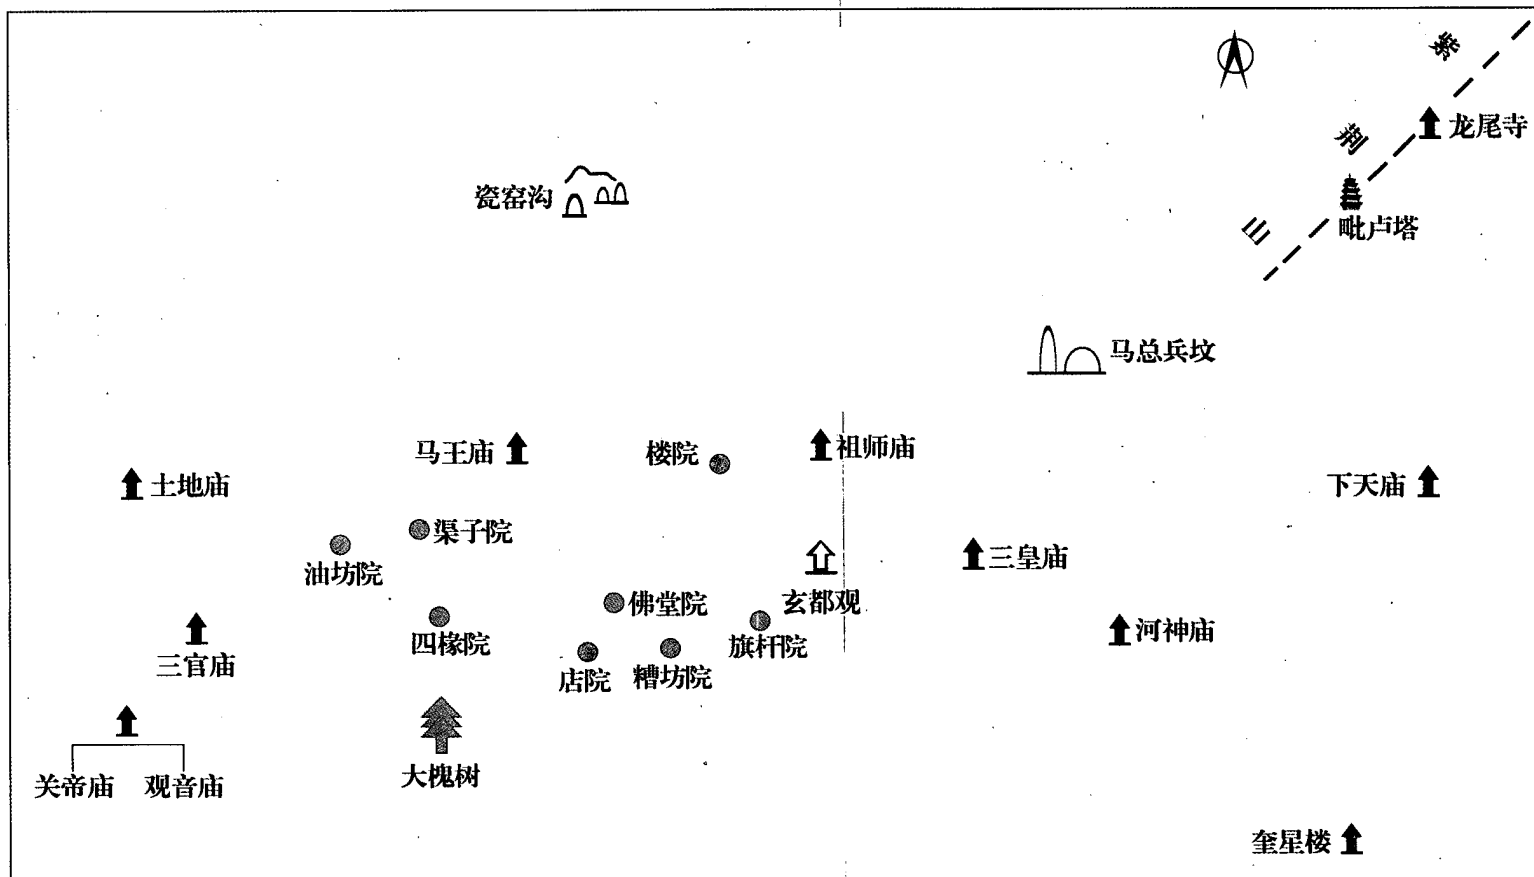 紫荆山
龙尾寺
毗卢塔
瓷窑沟
马总兵坟
马王庙
楼院
祖师庙
土地庙
下天庙
渠子院
油坊院
三皇庙
佛堂院
玄都观
四椽院
旗杆院
河神庙
三官庙
店院
糟坊院
大槐树
关帝庙
观音庙
奎星楼